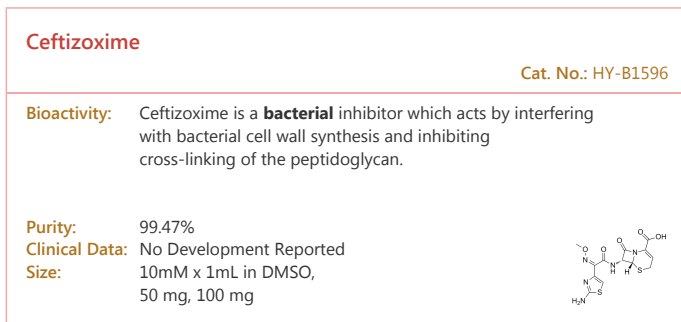 Ceftizoxime
Cat. No.: HY-B1596
Bioactivity: Ceftizoxime is a bacterial inhibitor which acts by interfering
with bacterial cell wall synthesis and inhibiting
cross-linking of the peptidoglycan.
Purity: 99.47%
Clinical Data: No Development Reported
Size: 10mM x 1mL in DMSO,
50 mg, 100 mg
O
OH
O
O
O
N
N
N
H
H
S
N
S
H₂N